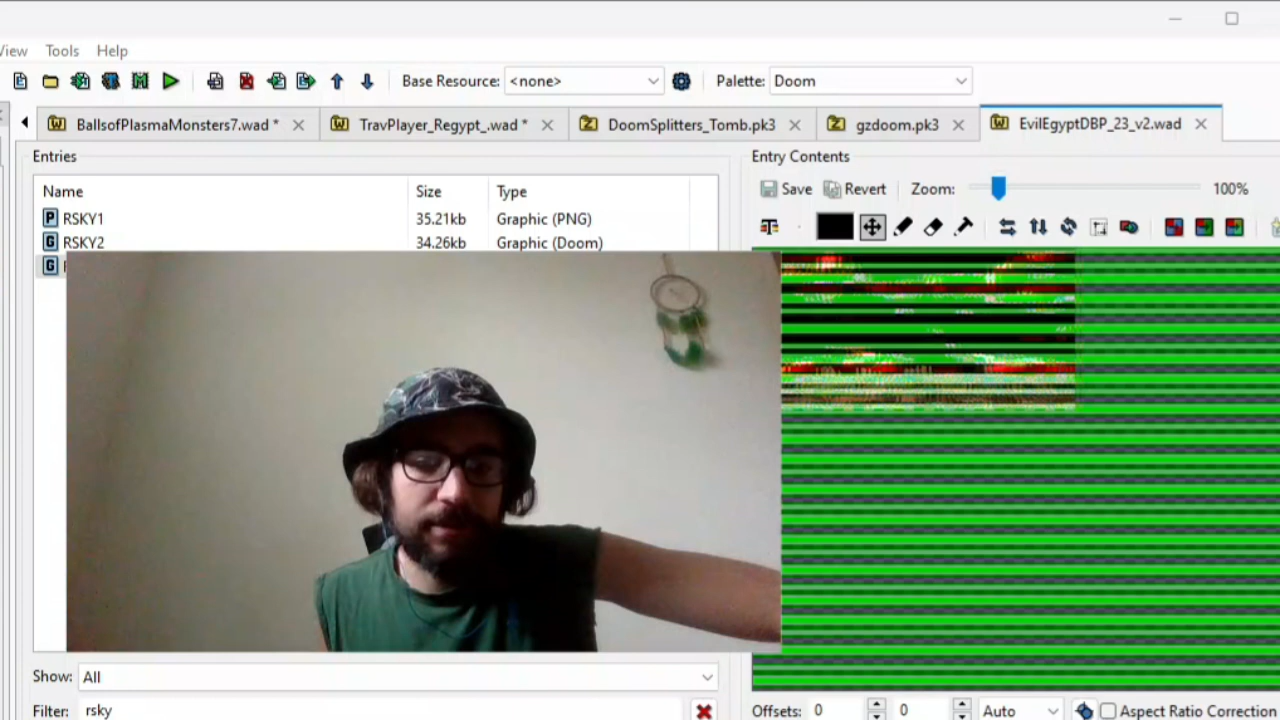 View Tools Help
Base Resource: <none> Palette: Doom
BallsofPlasmaMonsters7.wad * TravPlayer_Regypt_.wad * DoomSplitters_Tomb.pk3 gzdoom.pk3 EvilEgyptDBP_23_v2.wad
Entries
Name Size Type
RSKY1 35.21kb Graphic (PNG)
RSKY2 34.26kb Graphic (Doom)
Show: All
Filter: rsky
Entry Contents
Save Revert Zoom: 100%
Offsets: 0 0 Auto Aspect Ratio Correction